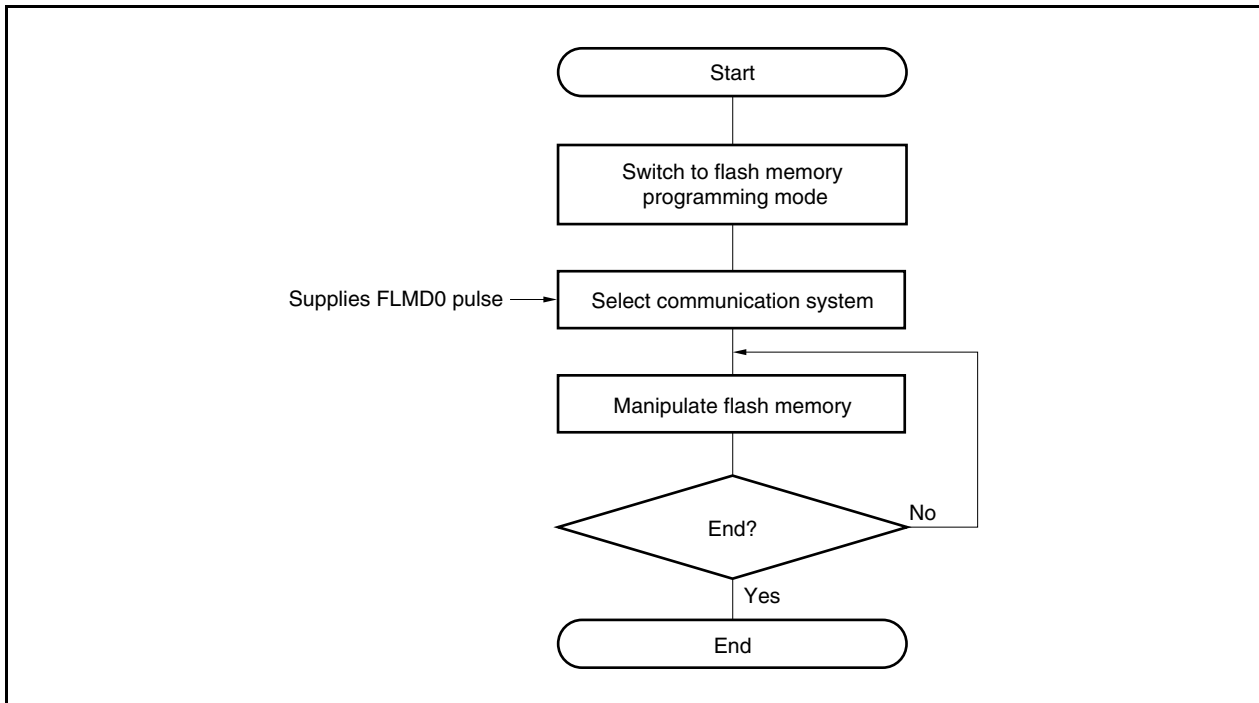 Start
Switch to flash memory
programming mode
Supplies FLMD0 pulse
Select communication system
Manipulate flash memory
End?
No
Yes
End